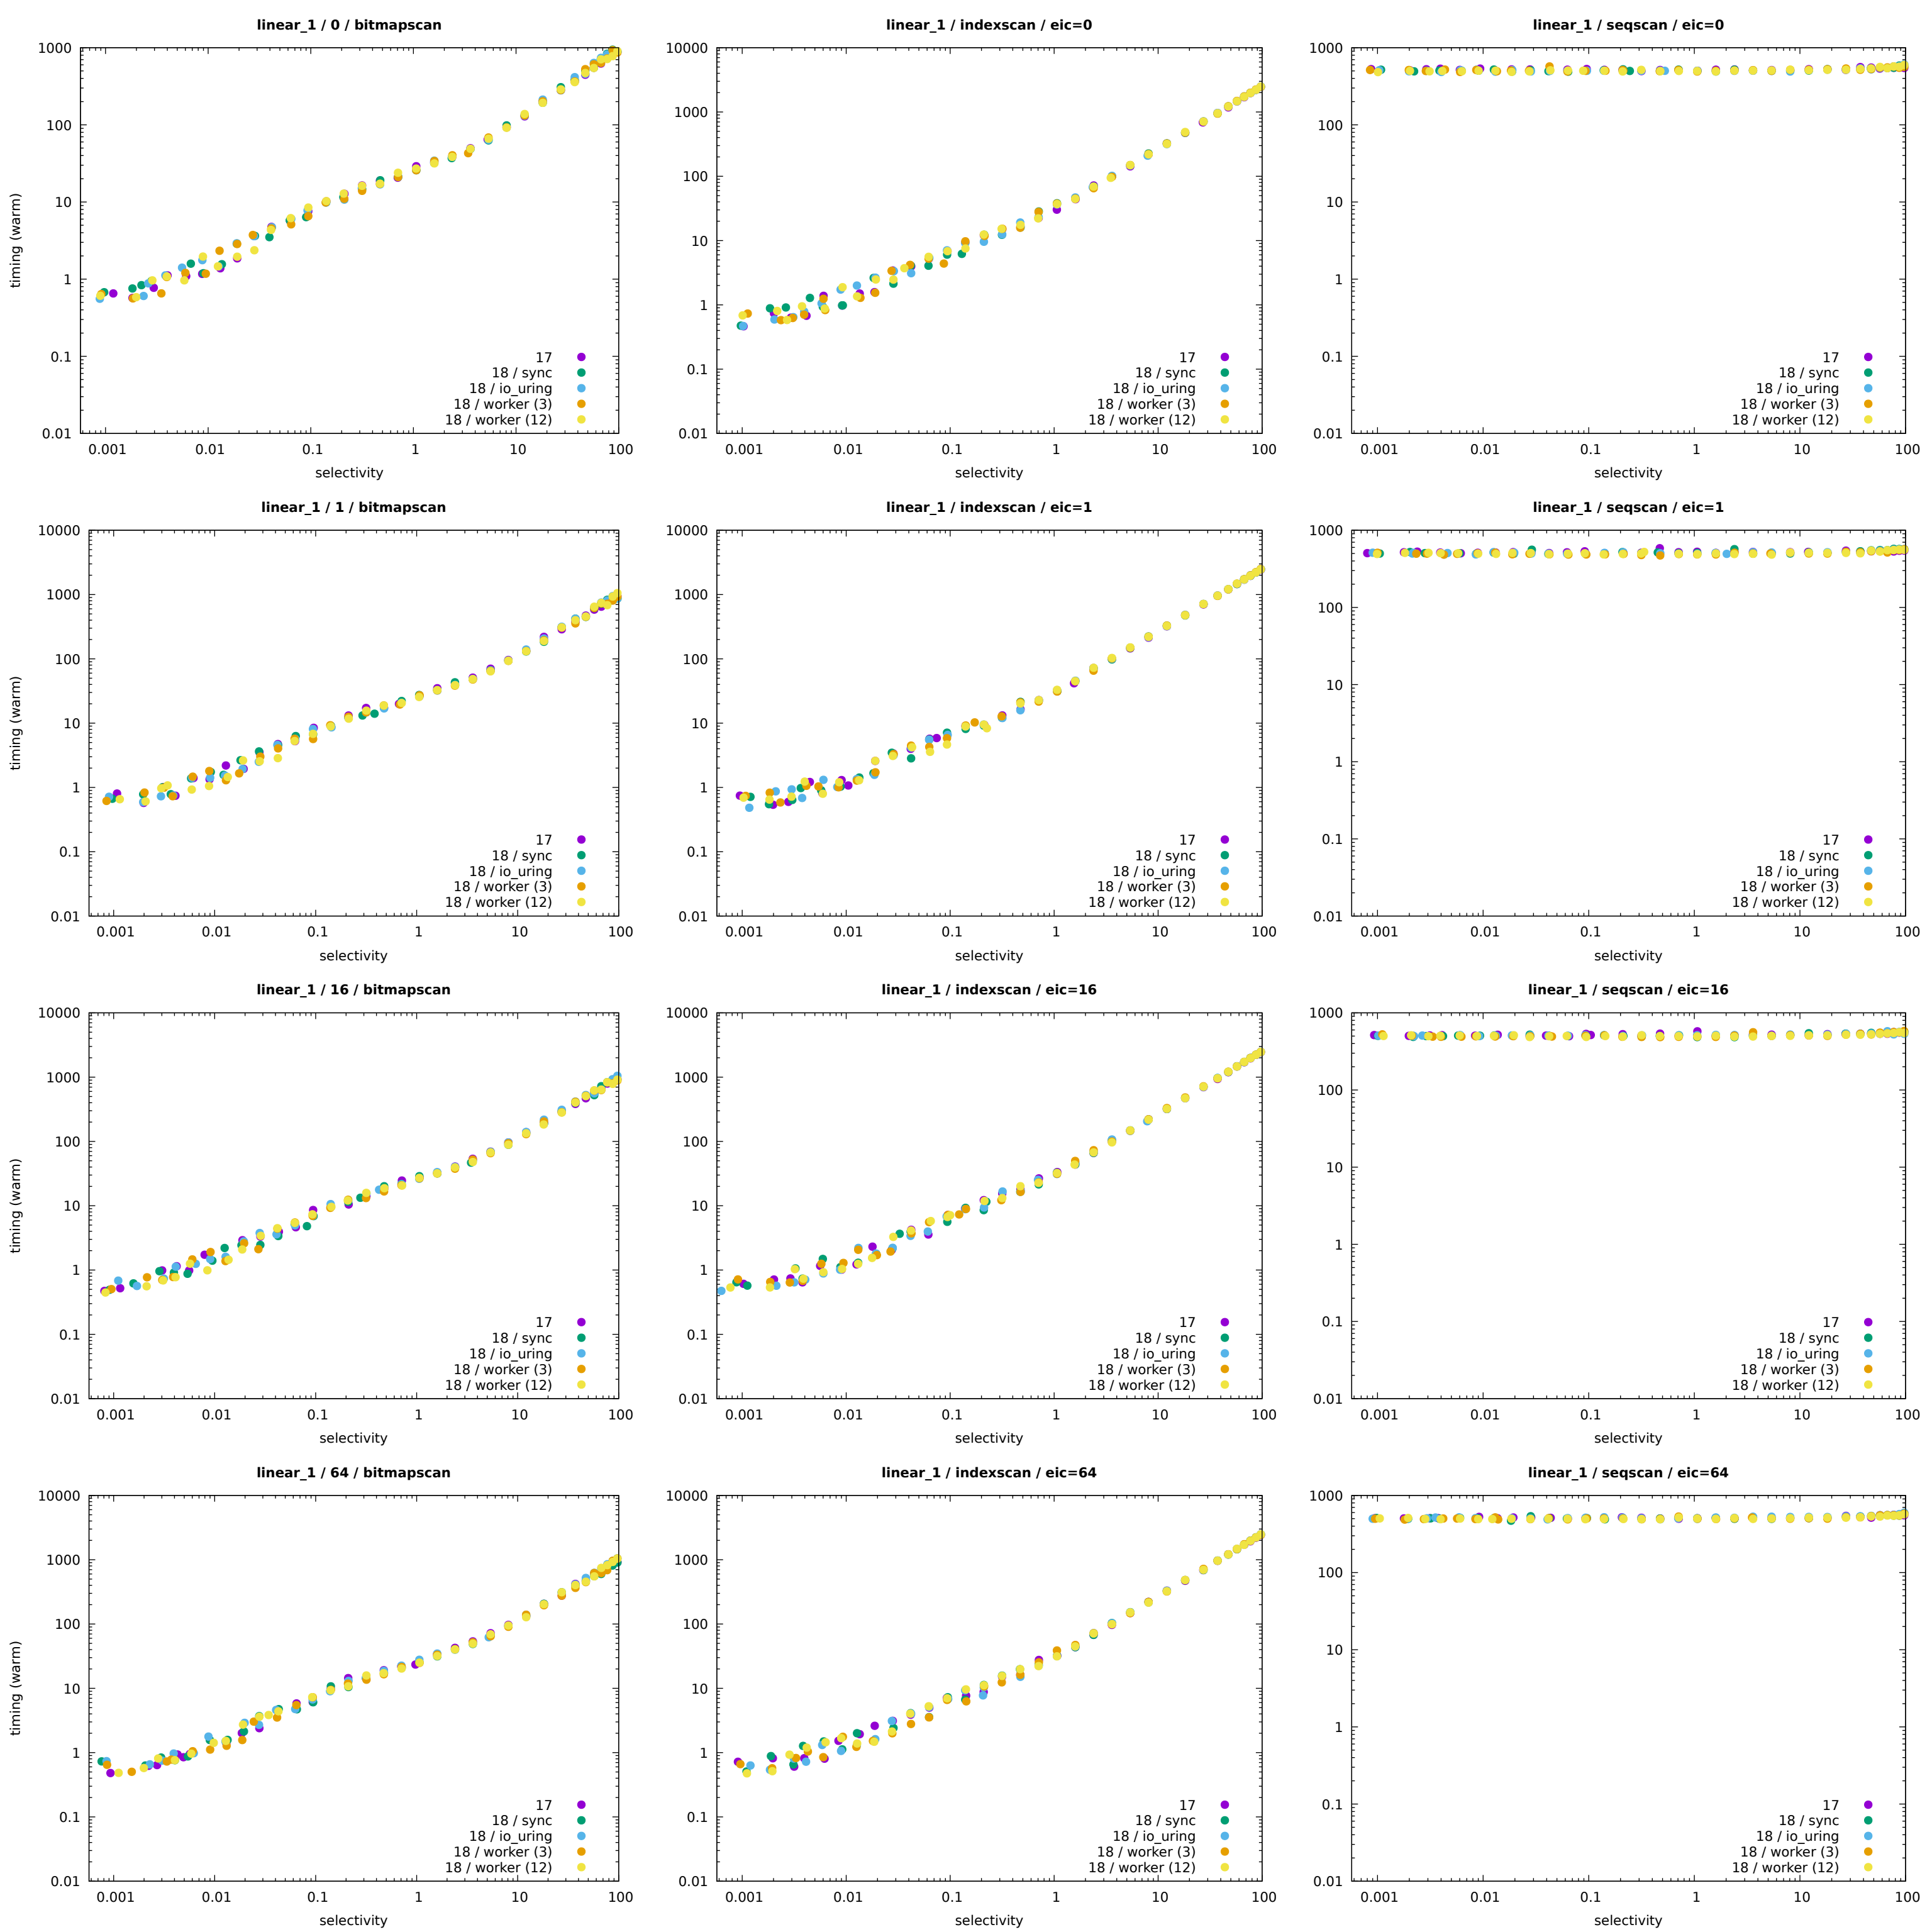 linear_1 / 0 / bitmapscan
timing (warm)
1000
100
10
1
0.1
0.01
17
18 / sync
18 / io_uring
18 / worker (3)
18 / worker (12)
0.001 0.01 0.1 1 10 100
selectivity
linear_1 / indexscan / eic=0
10000
1000
100
10
1
0.1
0.01
17
18 / sync
18 / io_uring
18 / worker (3)
18 / worker (12)
0.001 0.01 0.1 1 10 100
selectivity
linear_1 / seqscan / eic=0
1000
100
10
1
0.1
0.01
17
18 / sync
18 / io_uring
18 / worker (3)
18 / worker (12)
0.001 0.01 0.1 1 10 100
selectivity
linear_1 / 1 / bitmapscan
timing (warm)
10000
1000
100
10
1
0.1
0.01
17
18 / sync
18 / io_uring
18 / worker (3)
18 / worker (12)
0.001 0.01 0.1 1 10 100
selectivity
linear_1 / indexscan / eic=1
10000
1000
100
10
1
0.1
0.01
17
18 / sync
18 / io_uring
18 / worker (3)
18 / worker (12)
0.001 0.01 0.1 1 10 100
selectivity
linear_1 / seqscan / eic=1
1000
100
10
1
0.1
0.01
17
18 / sync
18 / io_uring
18 / worker (3)
18 / worker (12)
0.001 0.01 0.1 1 10 100
selectivity
linear_1 / 16 / bitmapscan
timing (warm)
10000
1000
100
10
1
0.1
0.01
17
18 / sync
18 / io_uring
18 / worker (3)
18 / worker (12)
0.001 0.01 0.1 1 10 100
selectivity
linear_1 / indexscan / eic=16
10000
1000
100
10
1
0.1
0.01
17
18 / sync
18 / io_uring
18 / worker (3)
18 / worker (12)
0.001 0.01 0.1 1 10 100
selectivity
linear_1 / seqscan / eic=16
1000
100
10
1
0.1
0.01
17
18 / sync
18 / io_uring
18 / worker (3)
18 / worker (12)
0.001 0.01 0.1 1 10 100
selectivity
linear_1 / 64 / bitmapscan
timing (warm)
10000
1000
100
10
1
0.1
0.01
17
18 / sync
18 / io_uring
18 / worker (3)
18 / worker (12)
0.001 0.01 0.1 1 10 100
selectivity
linear_1 / indexscan / eic=64
10000
1000
100
10
1
0.1
0.01
17
18 / sync
18 / io_uring
18 / worker (3)
18 / worker (12)
0.001 0.01 0.1 1 10 100
selectivity
linear_1 / seqscan / eic=64
1000
100
10
1
0.1
0.01
17
18 / sync
18 / io_uring
18 / worker (3)
18 / worker (12)
0.001 0.01 0.1 1 10 100
selectivity